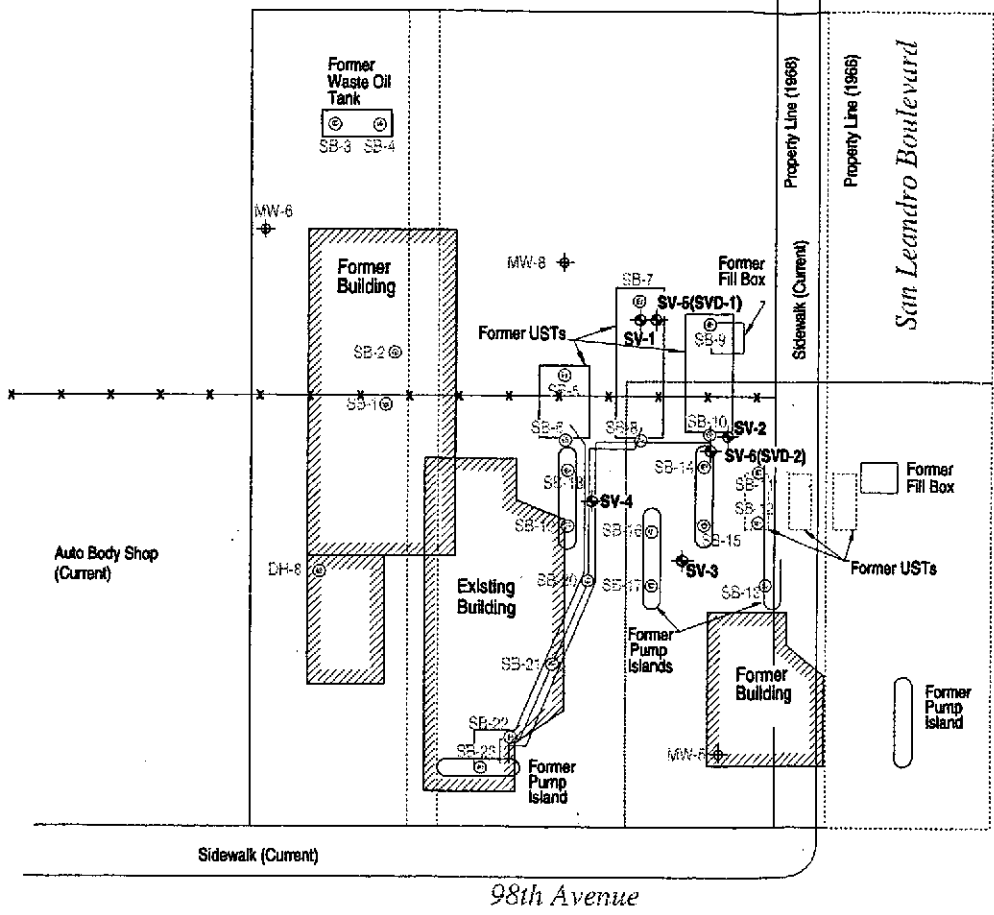 Former
Waste Oil
Tank
SB-3
SB-4
MW-6
Former
Building
SB-2
SB-1
MW-8
Former USTs
SB-7
SV-5(SVD-1)
SV-1
Former
Fill Box
SB-9
SB-5
SB-6
SB-8
SB-10
SV-2
SV-6(SVD-2)
SB-14
SV-4
SB-12
SB-16
SB-15
SV-3
SB-17
SB-20
SB-21
SB-22
Property Line (1968)
Property Line (1966)
Sidewalk (Current)
San Leandro Boulevard
Former
Fill Box
Former USTs
Auto Body Shop
(Current)
DH-8
Existing
Building
Former
Pump
Islands
Former
Building
Former
Pump
Island
Former
Pump
Island
Sidewalk (Current)
98th Avenue